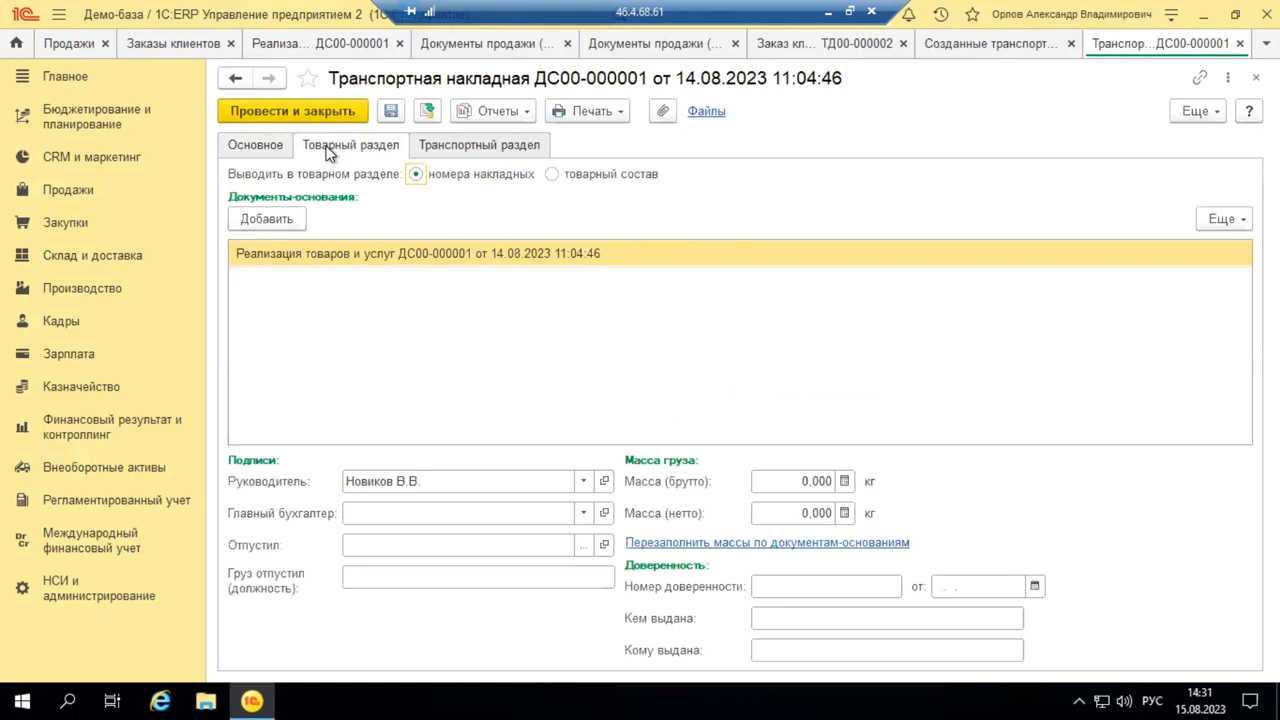 46.4.68.61
1С Демо-база / 1С:ERP Управление предприятием 2 (1С:Предприятие) Орлов Александр Владимирович
Продажи × Заказы клиентов × Реализа... ДС00-000001 × Документы продажи (... × Документы продажи (... × Заказ кл... ТД00-000002 × Созданные транспорт... × Транспор...ДС00-000001 ×
Главное
Бюджетирование и
планирование
CRM и маркетинг
Продажи
Закупки
Склад и доставка
Производство
Кадры
Зарплата
Казначейство
Финансовый результат и
контроллинг
Внеоборотные активы
Регламентированный учет
Международный
финансовый учет
НСИ и
администрирование
Транспортная накладная ДС00-000001 от 14.08.2023 11:04:46
Провести и закрыть Отчеты Печать Файлы Еще ?
Основное Товарный раздел Транспортный раздел
Выводить в товарном разделе: номера накладных товарный состав
Документы-основания:
Добавить Еще
Реализация товаров и услуг ДС00-000001 от 14.08.2023 11:04:46
Подписи:
Руководитель: Новиков В.В.
Главный бухгалтер:
Отпустил: ...
Груз отпустил
(должность):
Масса груза:
Масса (брутто): 0,000 кг
Масса (нетто): 0,000 кг
Перезаполнить массы по документам-основаниям
Доверенность:
Номер доверенности: от: . .
Кем выдана:
Кому выдана:
РУС
14:31
15.08.2023